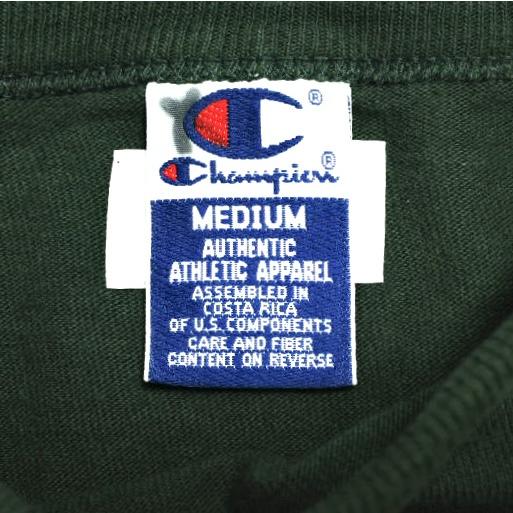 ®
Champion®
MEDIUM
AUTHENTIC
ATHLETIC APPAREL
ASSEMBLED IN
COSTA RICA
OF U.S. COMPONENTS
CARE AND FIBER
CONTENT ON REVERSE